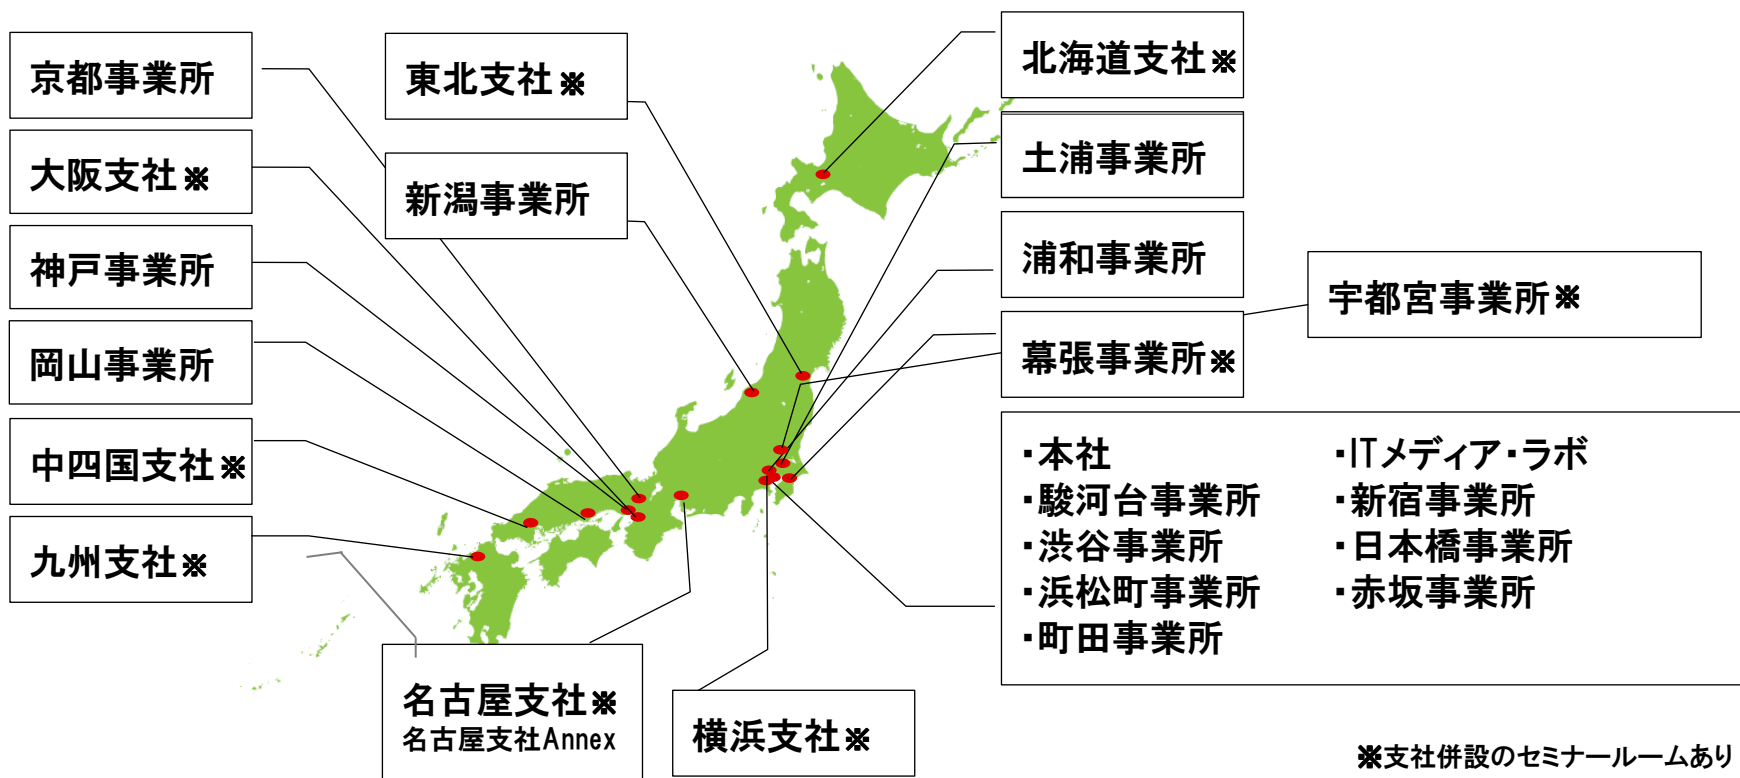 京都事業所
大阪支社※
神戸事業所
岡山事業所
中四国支社※
九州支社※
東北支社※
新潟事業所
名古屋支社※
名古屋支社Annex
横浜支社※
北海道支社※
土浦事業所
浦和事業所
幕張事業所※
宇都宮事業所※
・本社
・駿河台事業所
・渋谷事業所
・浜松町事業所
・町田事業所
・ITメディア・ラボ
・新宿事業所
・日本橋事業所
・赤坂事業所
※支社併設のセミナールームあり